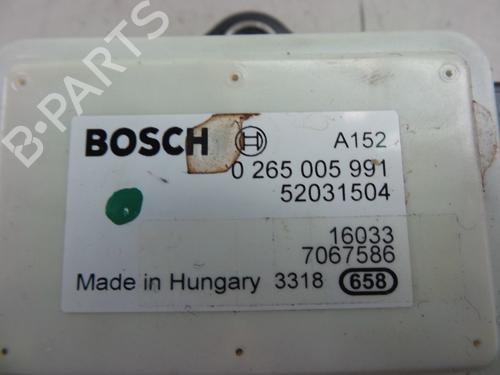 B-PARTS
BOSCH A152
0 265 005 991
52031504
16033
7067586
Made in Hungary 3318 658